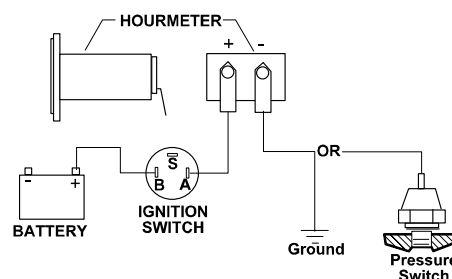 HOURMETER
+ -
S
OR
B A
- +
IGNITION
SWITCH
BATTERY
Ground
Pressure
Switch